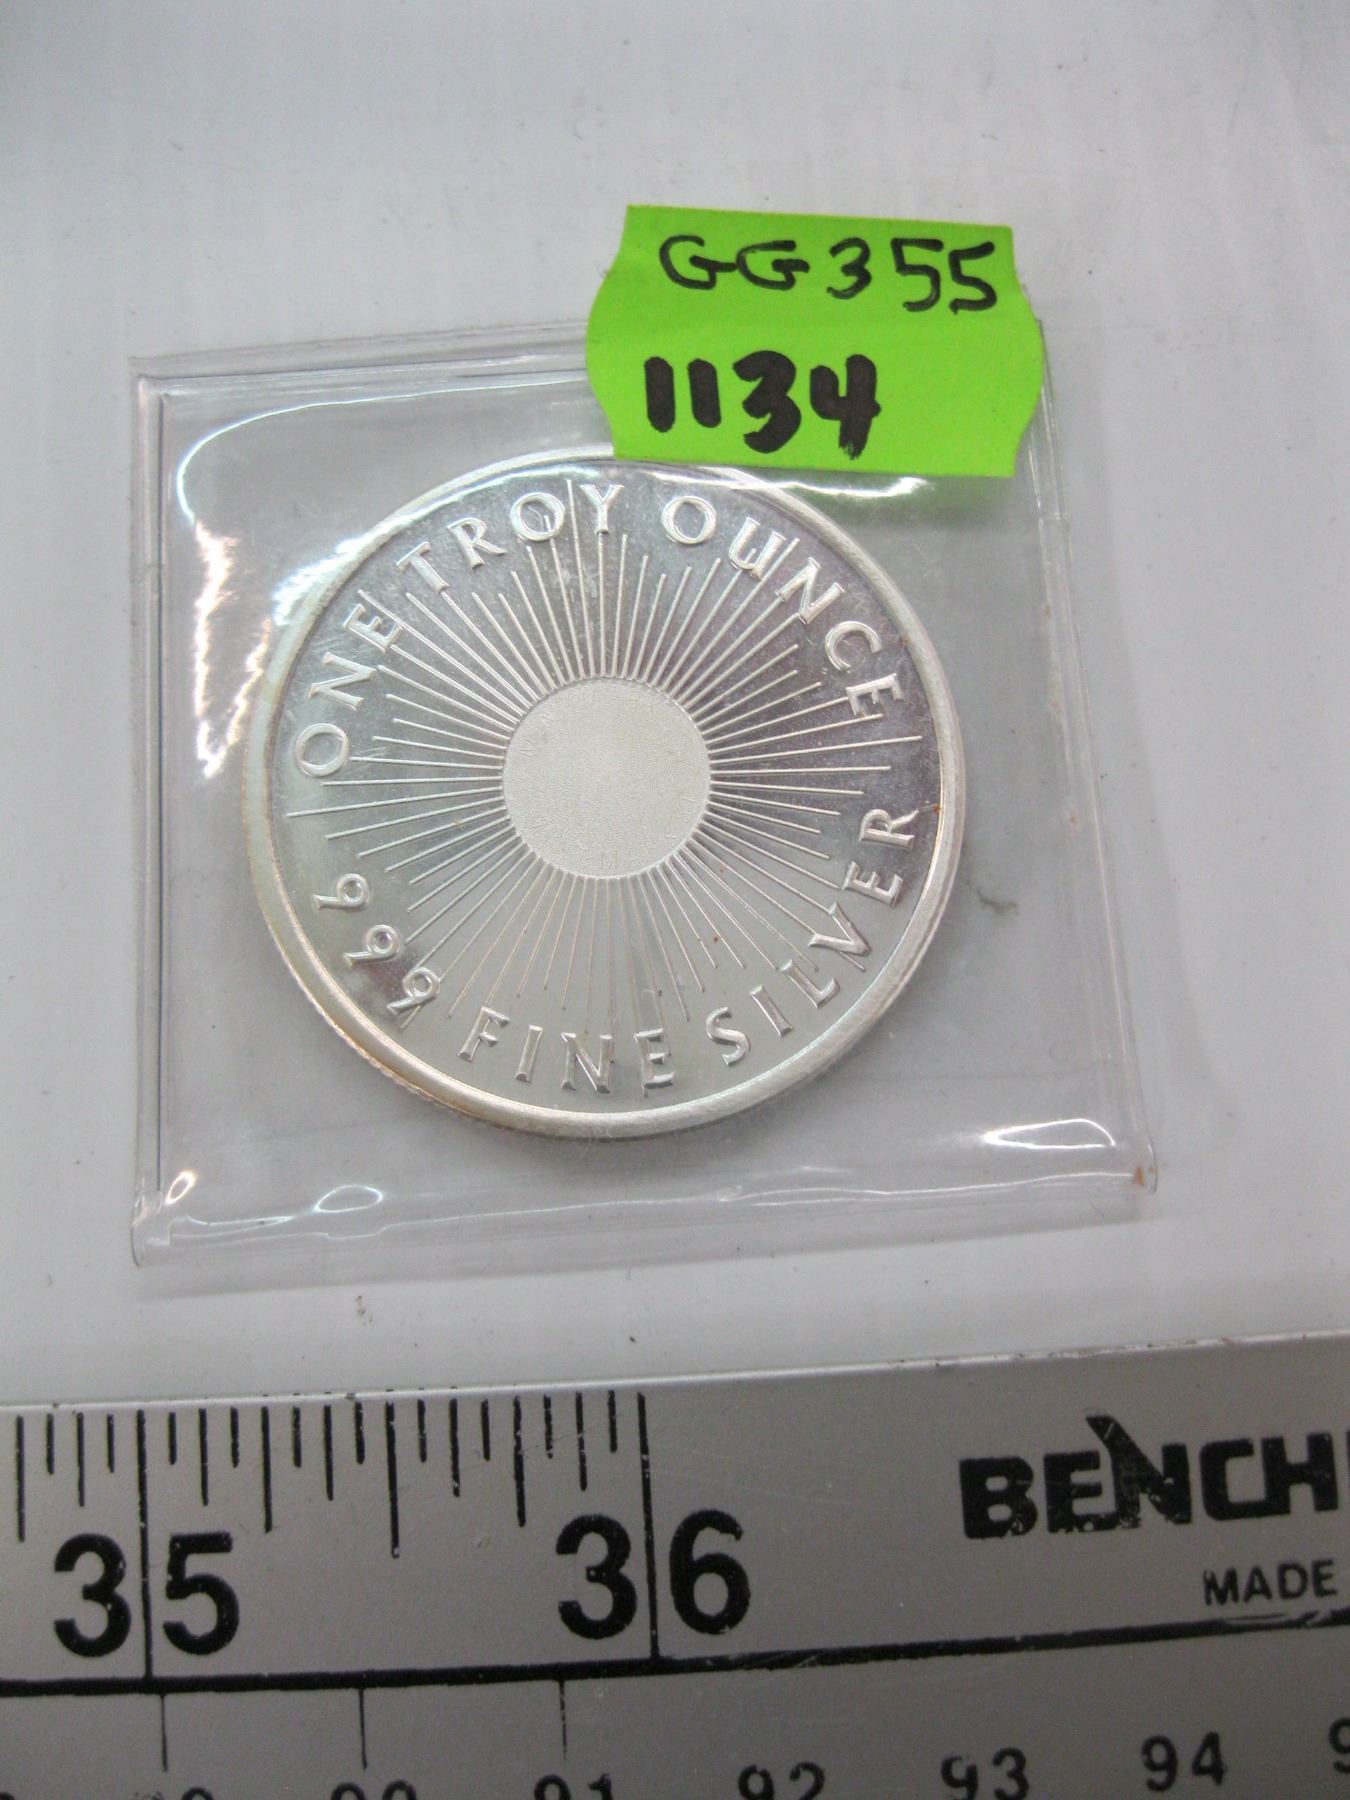 GG355
1134
ONE TROY OUNCE
999 FINE SILVER
M
35 36
BENCH
MADE
91 92 93 94